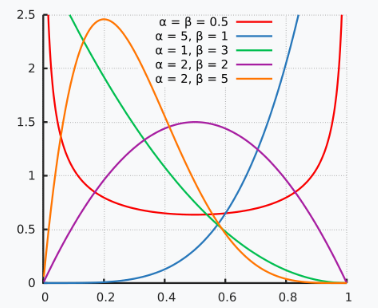 2.5
α = β = 0.5
α = 5, β = 1
α = 1, β = 3
α = 2, β = 2
α = 2, β = 5
2
1.5
1
0.5
0
0 0.2 0.4 0.6 0.8 1